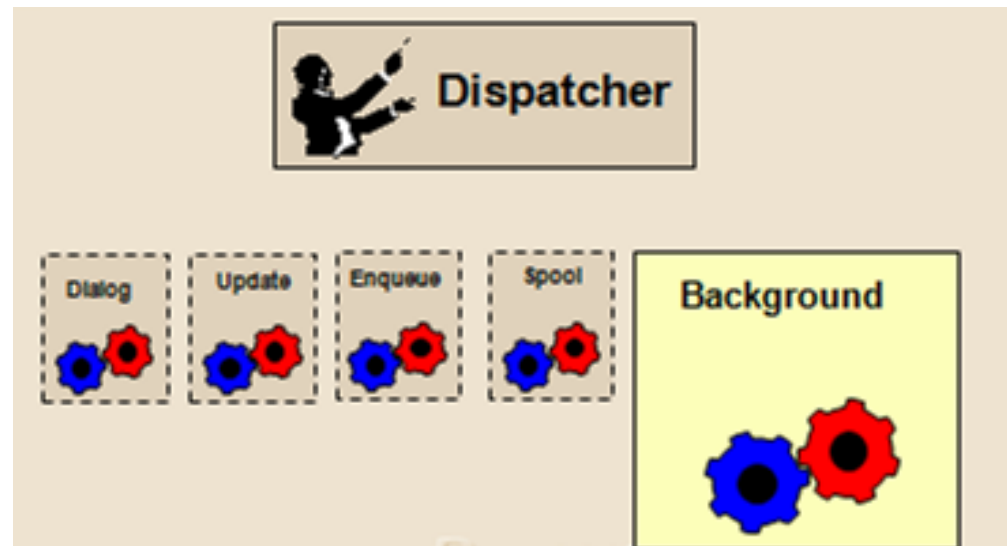 Dispatcher
Dialog
Update
Enqueue
Spool
Background